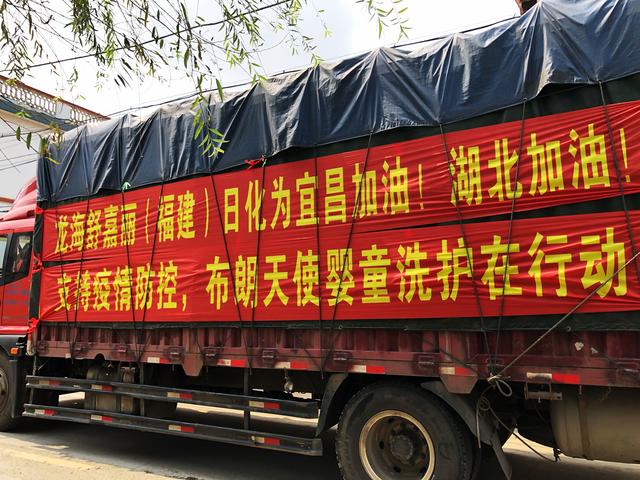 龙海舒嘉丽（福建）日化为宜昌加油！湖北加油！
支持疫情防控，布朗天使婴童洗护在行动